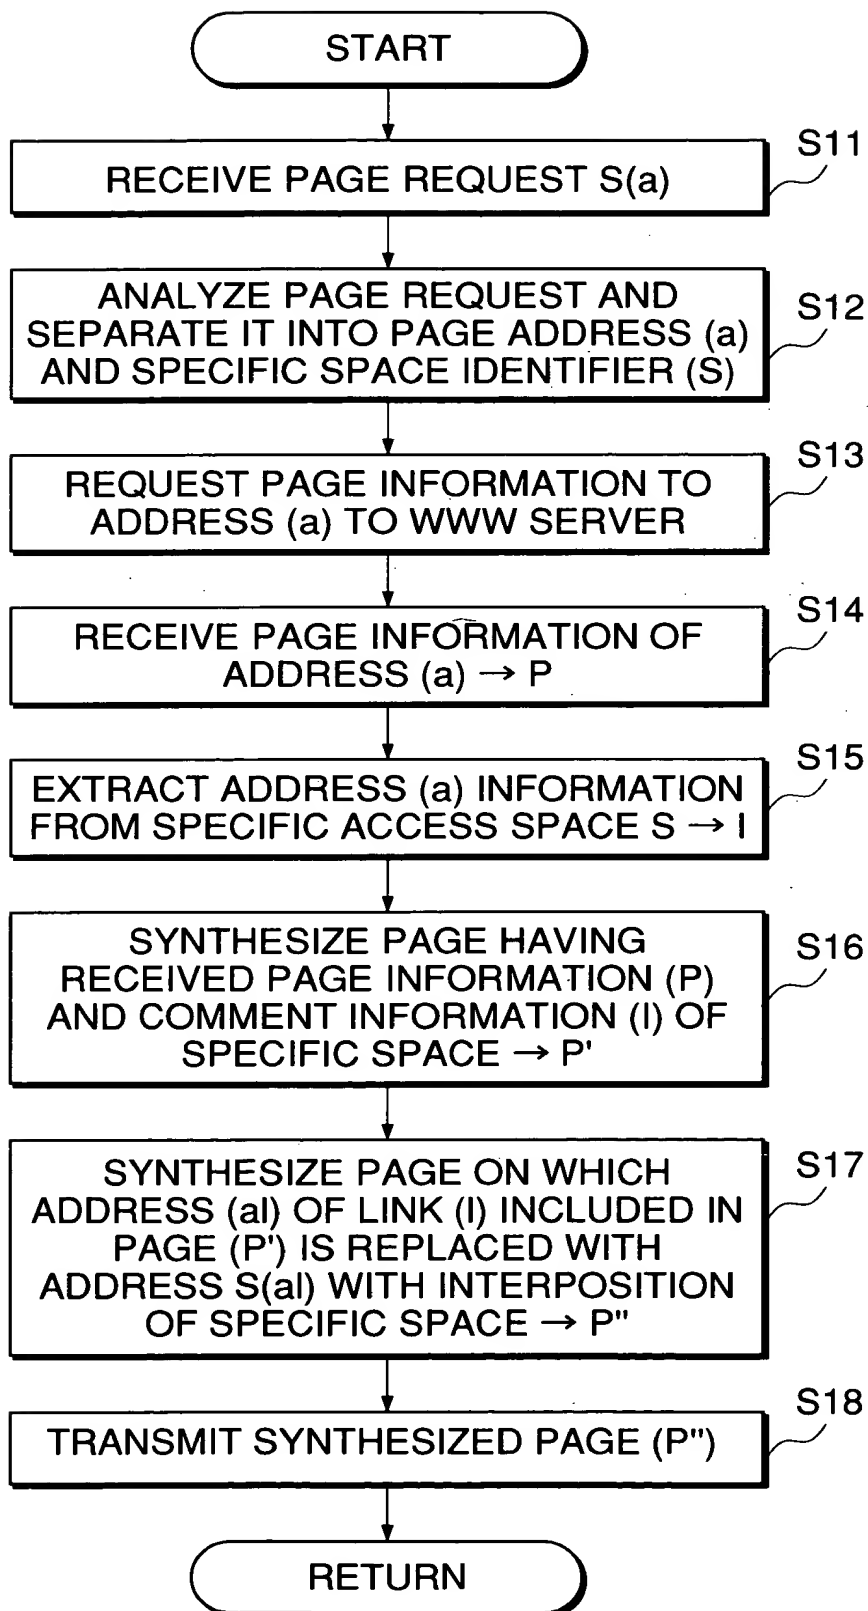 START
S11
RECEIVE PAGE REQUEST S(a)
S12
ANALYZE PAGE REQUEST AND
SEPARATE IT INTO PAGE ADDRESS (a)
AND SPECIFIC SPACE IDENTIFIER (S)
S13
REQUEST PAGE INFORMATION TO
ADDRESS (a) TO WWW SERVER
S14
RECEIVE PAGE INFORMATION OF
ADDRESS (a) → P
S15
EXTRACT ADDRESS (a) INFORMATION
FROM SPECIFIC ACCESS SPACE S → I
S16
SYNTHESIZE PAGE HAVING
RECEIVED PAGE INFORMATION (P)
AND COMMENT INFORMATION (I) OF
SPECIFIC SPACE → P'
S17
SYNTHESIZE PAGE ON WHICH
ADDRESS (al) OF LINK (l) INCLUDED IN
PAGE (P') IS REPLACED WITH
ADDRESS S(al) WITH INTERPOSITION
OF SPECIFIC SPACE → P"
S18
TRANSMIT SYNTHESIZED PAGE (P")
RETURN